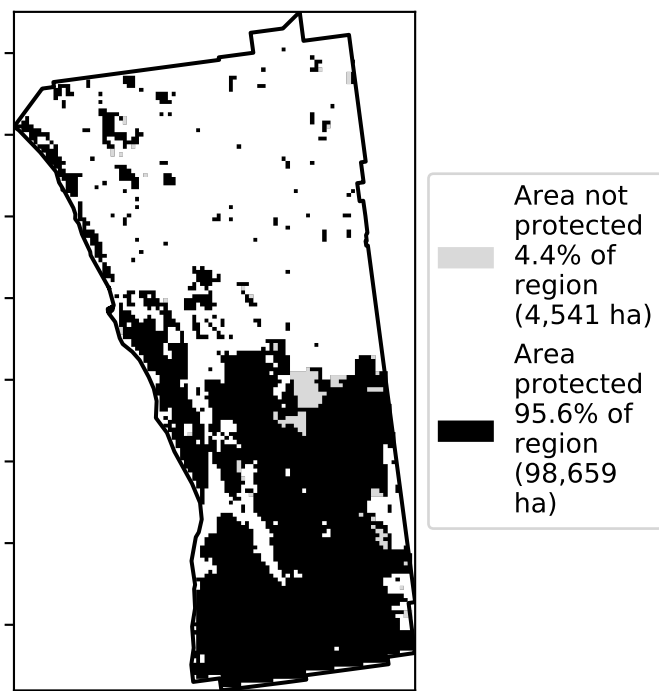 Area not
protected
4.4% of
region
(4,541 ha)
Area
protected
95.6% of
region
(98,659
ha)